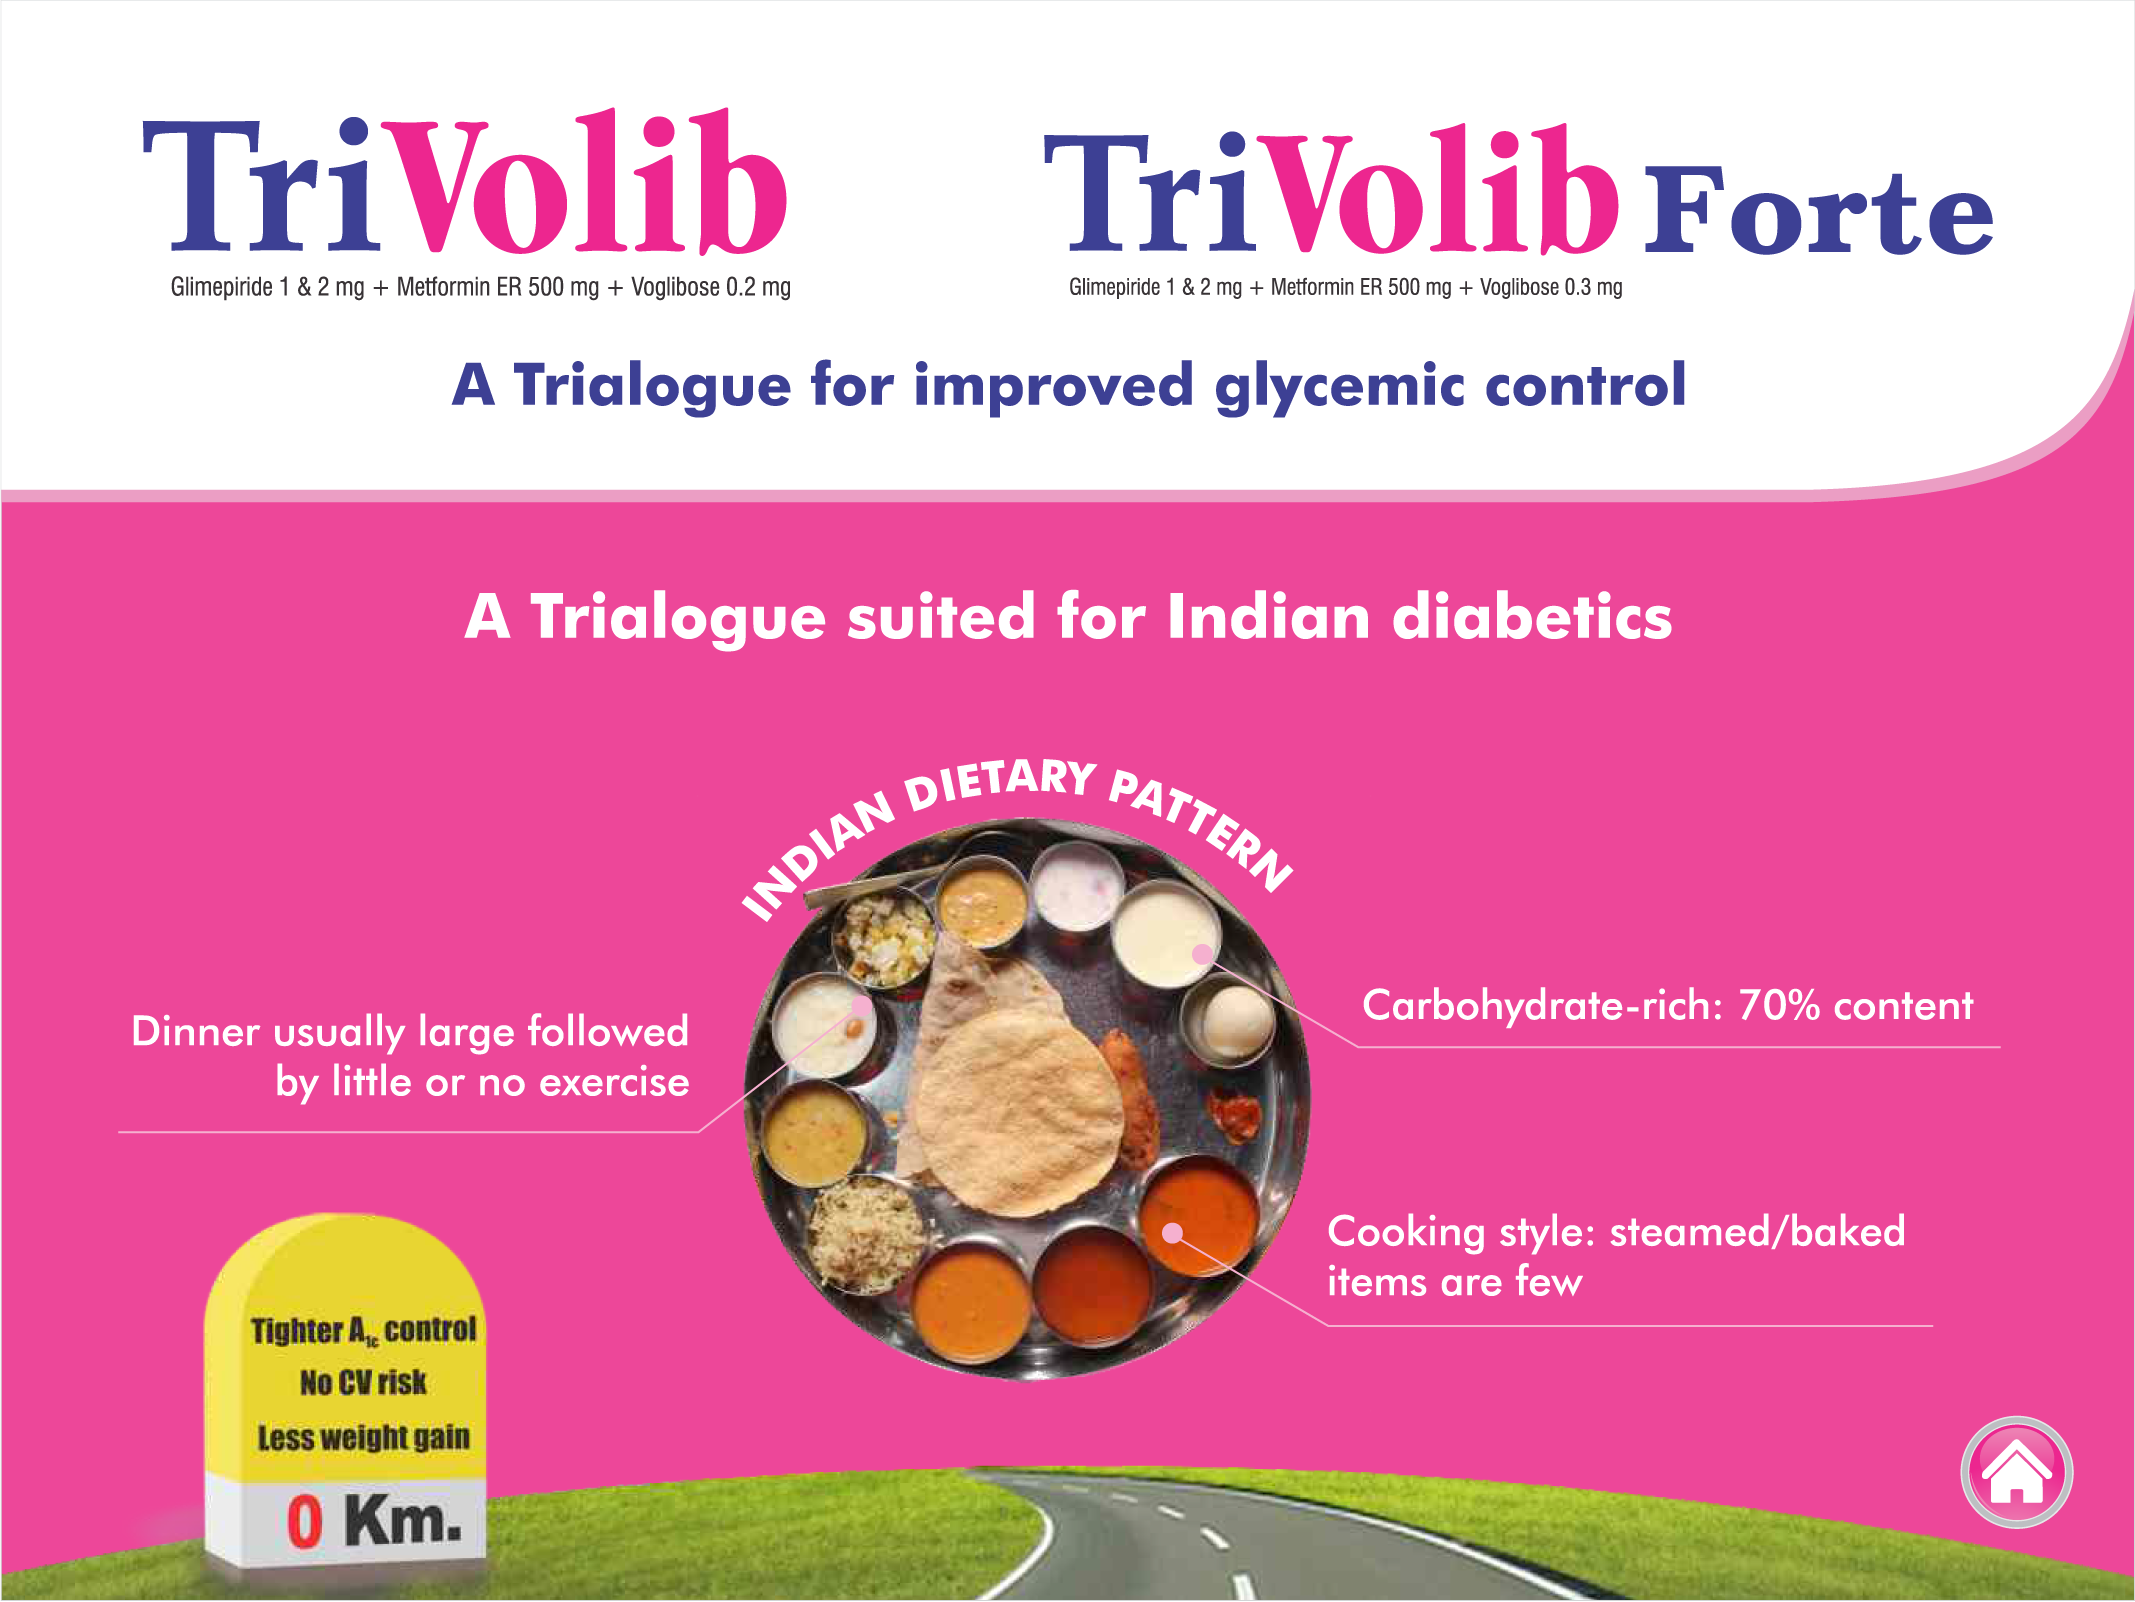 TriVolib
Glimepiride 1 & 2 mg + Metformin ER 500 mg + Voglibose 0.2 mg
TriVolib Forte
Glimepiride 1 & 2 mg + Metformin ER 500 mg + Voglibose 0.3 mg
A Trialogue for improved glycemic control
A Trialogue suited for Indian diabetics
INDIAN DIETARY PATTERN
Dinner usually large followed
by little or no exercise
Carbohydrate-rich: 70% content
Cooking style: steamed/baked
items are few
Tighter A1c control
No CV risk
Less weight gain
0 Km.